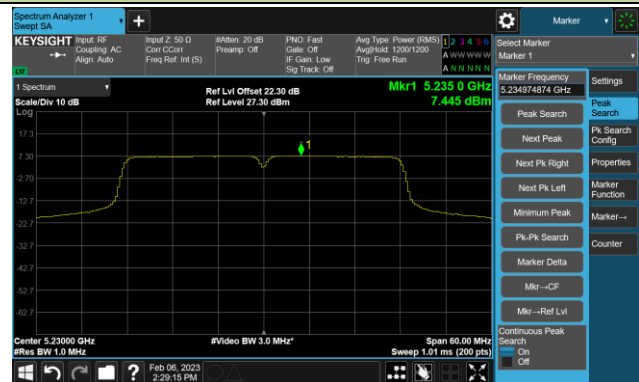 Spectrum Analyzer 1
Swept SA
Marker
KEYSIGHT
Input: RF
Coupling: AC
Align: Auto
Input Z: 50 Ω
Corr CCorr
Freq Ref: Int (S)
#Atten: 20 dB
Preamp: Off
PNO: Fast
Gate: Off
IF Gain: Low
Sig Track: Off
Avg Type: Power (RMS)
Avg|Hold: 1200/1200
Trig: Free Run
1 2 3 4 5 6
A W W W W W
A N N N N N
Select Marker
Marker 1
1 Spectrum
Scale/Div 10 dB
Log
Ref Lvl Offset 22.30 dB
Ref Level 27.30 dBm
Mkr1 5.235 0 GHz
7.445 dBm
17.3
7.30
-2.70
-12.7
-22.7
-32.7
-42.7
-52.7
-62.7
1
Center 5.23000 GHz
#Res BW 1.0 MHz
#Video BW 3.0 MHz*
Span 60.00 MHz
Sweep 1.01 ms (200 pts)
Marker Frequency
5.234974874 GHz
Peak Search
Next Peak
Next Pk Right
Next Pk Left
Minimum Peak
Pk-Pk Search
Marker Delta
Mkr→CF
Mkr→Ref Lvl
Continuous Peak
Search
On
Off
Settings
Peak
Search
Pk Search
Config
Properties
Marker
Function
Marker→
Counter
Feb 06, 2023
2:29:15 PM